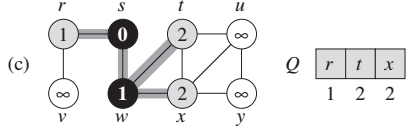 r s t u
1 0 2 ∞
(c) Q r t x
∞ 1 2 ∞ 1 2 2
v w x y